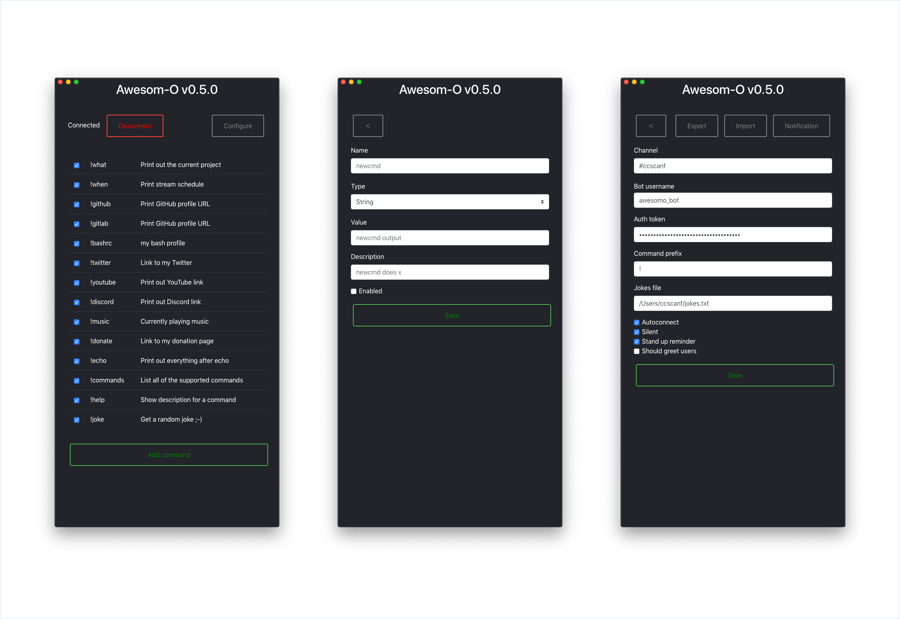 Awesom-O v0.5.0
Connected Disconnect Configure
!what Print out the current project
!when Print stream schedule
!github Print GitHub profile URL
!gitlab Print GitHub profile URL
!bashrc my bash profile
!twitter Link to my Twitter
!youtube Print out YouTube link
!discord Print out Discord link
!music Currently playing music
!donate Link to my donation page
!echo Print out everything after echo
!commands List all of the supported commands
!help Show description for a command
!joke Get a random joke ;-)
Add command
Awesom-O v0.5.0
<
Name
newcmd
Type
String
Value
newcmd output
Description
newcmd does x
Enabled
Save
Awesom-O v0.5.0
< Export Import Notification
Channel
#ccscanf
Bot username
awesomo_bot
Auth token
Command prefix
!
Jokes file
/Users/ccscanf/jokes.txt
Autoconnect
Silent
Stand up reminder
Should greet users
Save